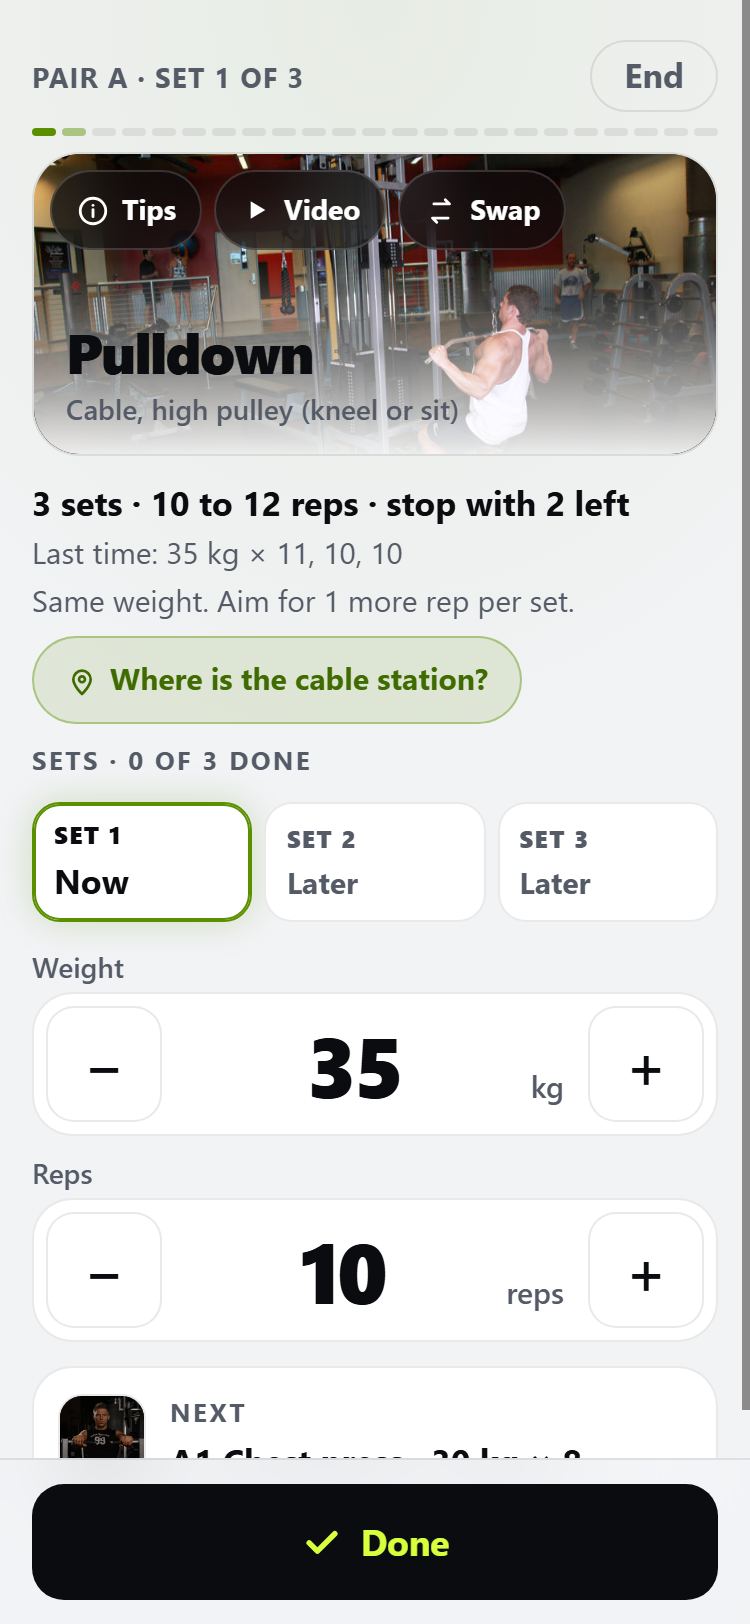 PAIR A · SET 1 OF 3
End
Tips
Video
Swap
Pulldown
Cable, high pulley (kneel or sit)
3 sets · 10 to 12 reps · stop with 2 left
Last time: 35 kg × 11, 10, 10
Same weight. Aim for 1 more rep per set.
Where is the cable station?
SETS · 0 OF 3 DONE
SET 1
Now
SET 2
Later
SET 3
Later
Weight
− 35 kg +
Reps
− 10 reps +
99
NEXT
Done